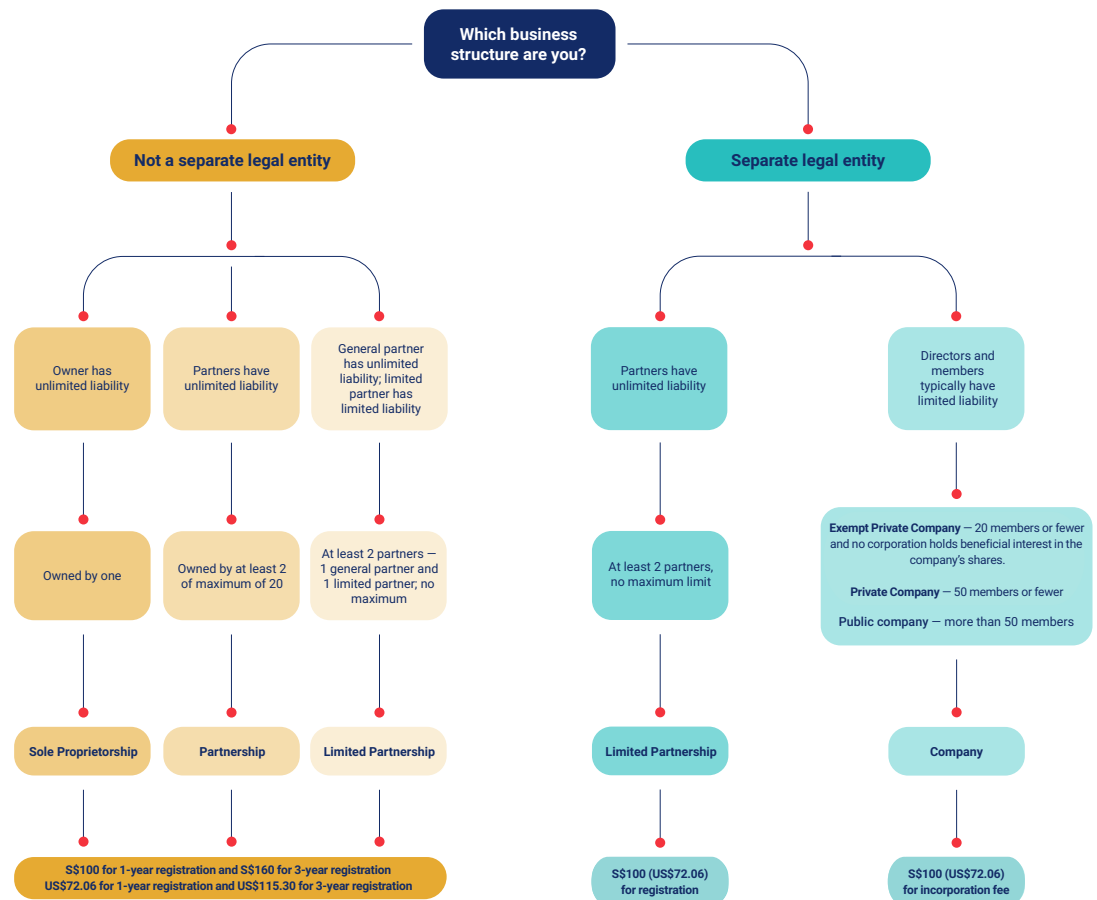 Which business
structure are you?
Not a separate legal entity
Separate legal entity
Owner has
unlimited liability
Partners have
unlimited liability
General partner
has unlimited
liability; limited
partner has
limited liability
Partners have
unlimited liability
Directors and
members
typically have
limited liability
Owned by one
Owned by at least 2
of maximum of 20
At least 2 partners —
1 general partner and
1 limited partner; no
maximum
At least 2 partners,
no maximum limit
Exempt Private Company — 20 members or fewer
and no corporation holds beneficial interest in the
company's shares.
Private Company — 50 members or fewer
Public company — more than 50 members
Sole Proprietorship
Partnership
Limited Partnership
Limited Partnership
Company
S$100 for 1-year registration and S$160 for 3-year registration
US$72.06 for 1-year registration and US$115.30 for 3-year registration
S$100 (US$72.06)
for registration
S$100 (US$72.06)
for incorporation fee